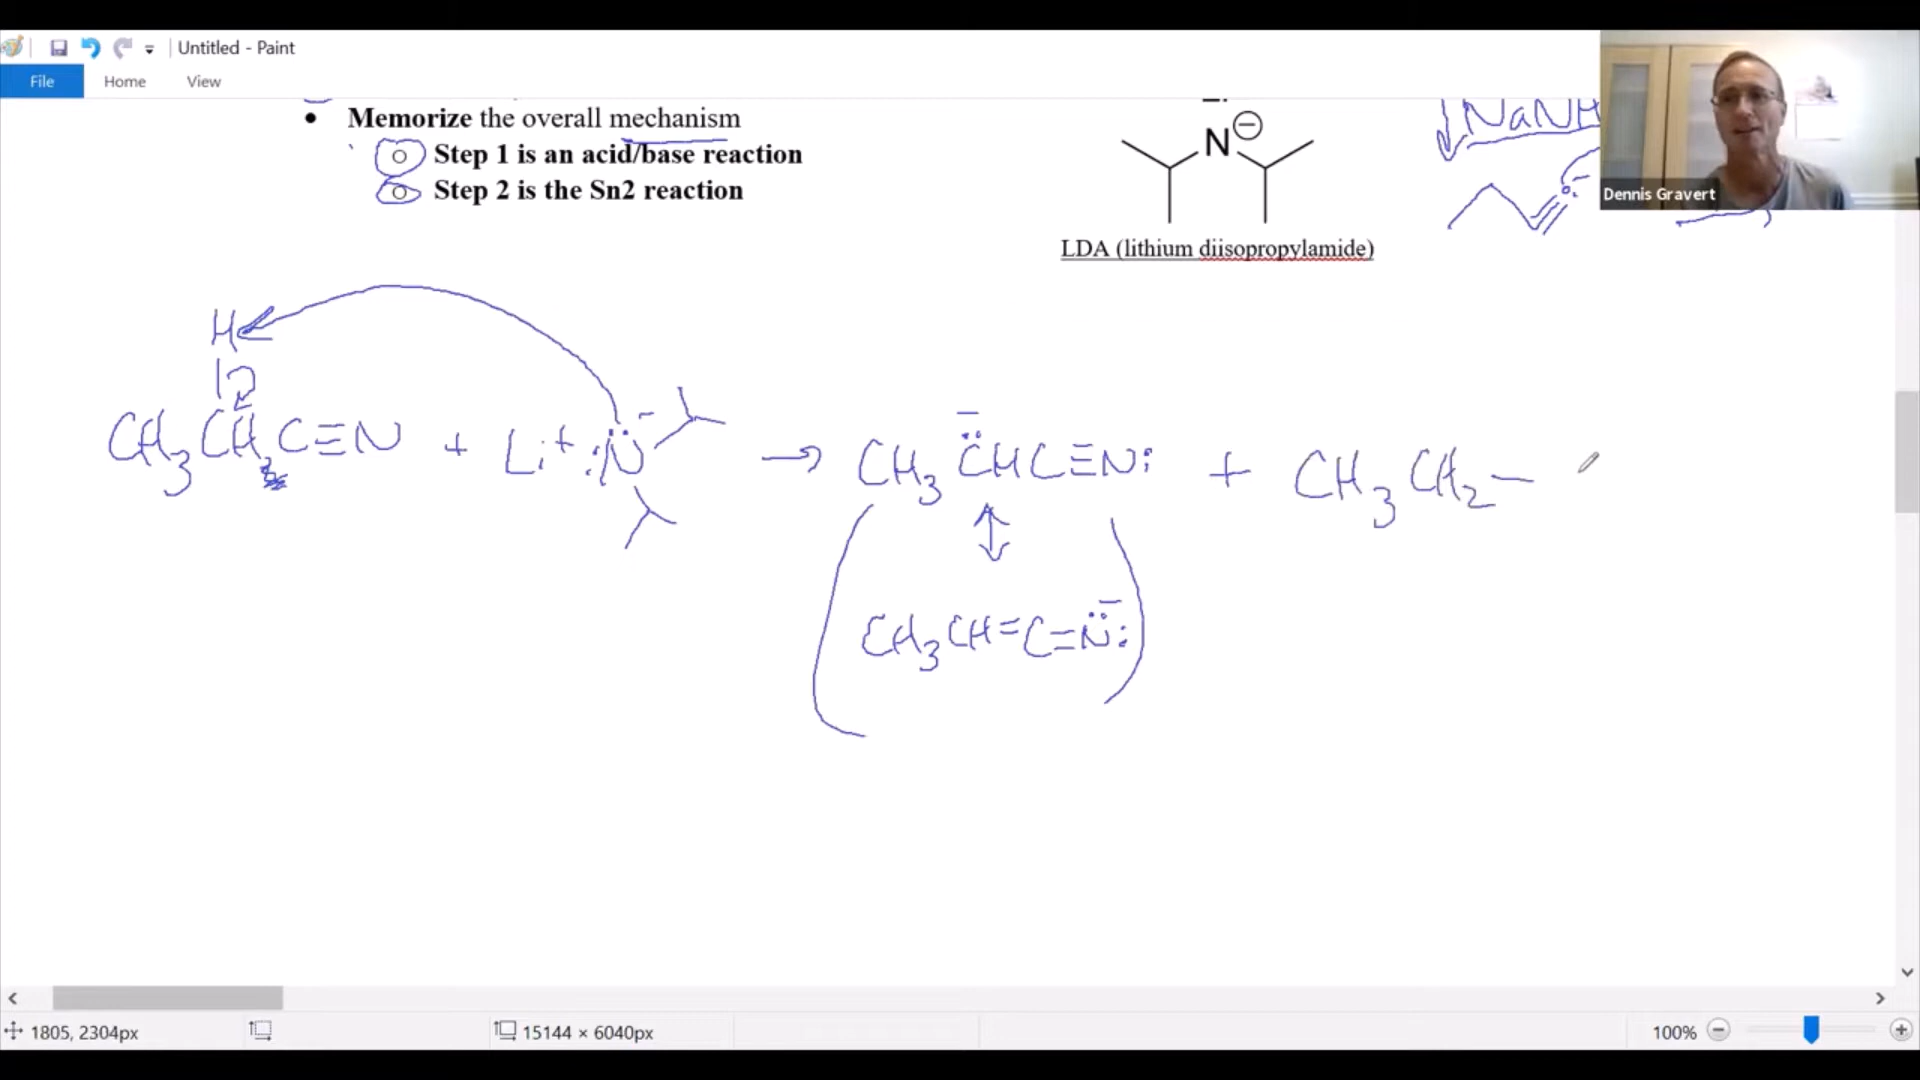 Untitled - Paint
File Home View
• Memorize the overall mechanism
○ Step 1 is an acid/base reaction
○ Step 2 is the Sn2 reaction
N ⊖
LDA (lithium diisopropylamide)
NaNH
Dennis Gravert
H
CH3CH2C≡N + Li+ :N̈- → CH3C̈HC≡N: + CH3CH2-
CH3CH=C=N̈:-
1805, 2304px
15144 × 6040px
100%